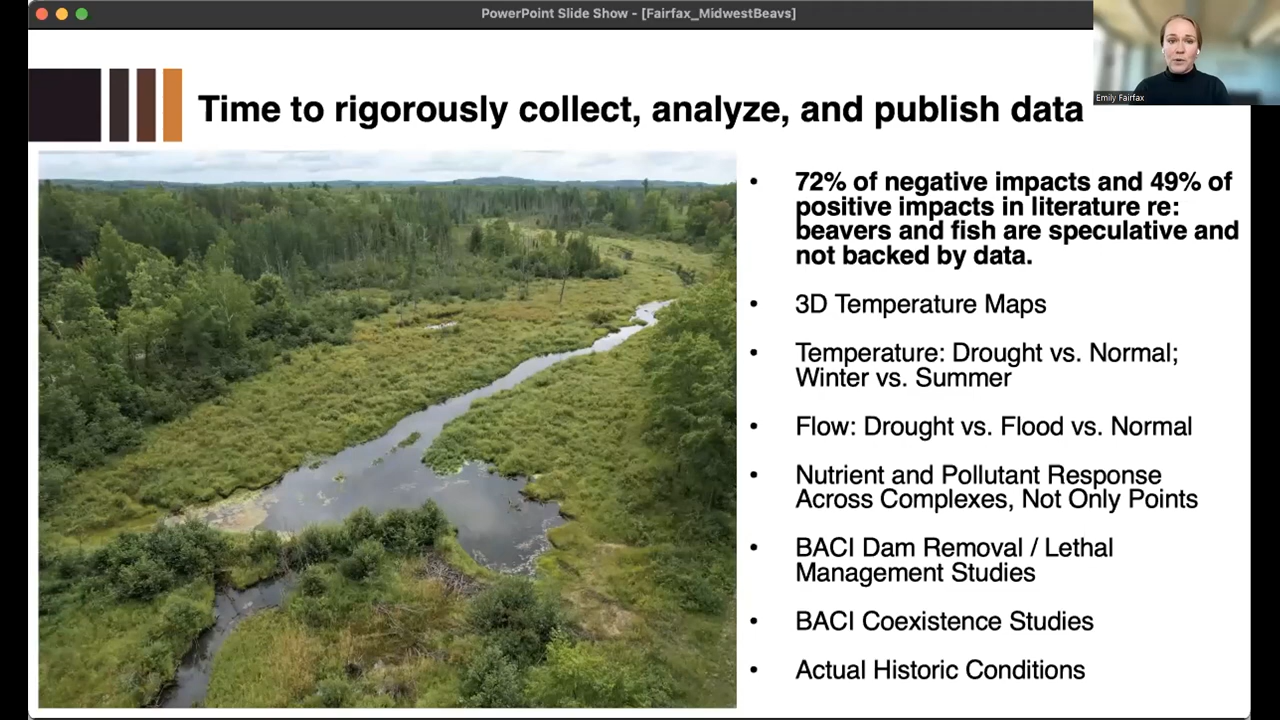 PowerPoint Slide Show - [Fairfax_MidwestBeavs]
Emily Fairfax
Time to rigorously collect, analyze, and publish data
• 72% of negative impacts and 49% of
positive impacts in literature re:
beavers and fish are speculative and
not backed by data.
• 3D Temperature Maps
• Temperature: Drought vs. Normal;
Winter vs. Summer
• Flow: Drought vs. Flood vs. Normal
• Nutrient and Pollutant Response
Across Complexes, Not Only Points
• BACI Dam Removal / Lethal
Management Studies
• BACI Coexistence Studies
• Actual Historic Conditions